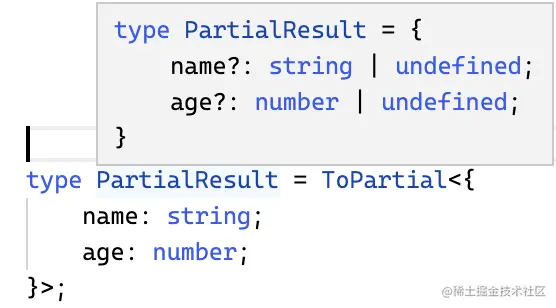 type PartialResult = {
    name?: string | undefined;
    age?: number | undefined;
}
type PartialResult = ToPartial<{
    name: string;
    age: number;
}>;
@稀土掘金技术社区